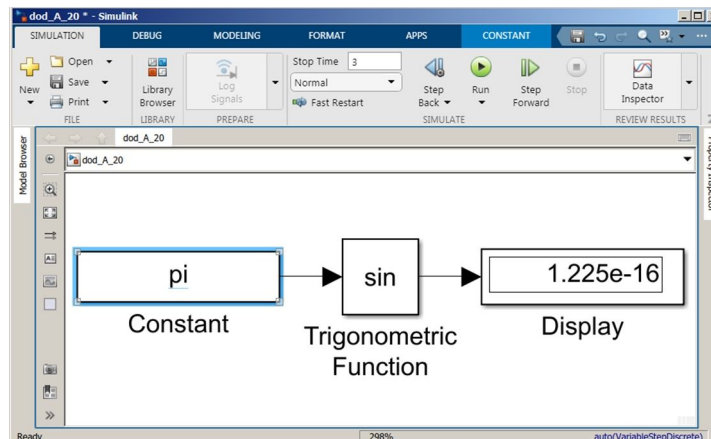 dod_A_20 * - Simulink
SIMULATION DEBUG MODELING FORMAT APPS CONSTANT
New
Open
Save
Print
FILE
Library Browser
LIBRARY
Log Signals
PREPARE
Stop Time 3
Normal
Fast Restart
Step Back
Run
Step Forward
Stop
SIMULATE
Data Inspector
REVIEW RESULTS
Model Browser
dod_A_20
dod_A_20
Property Inspector
pi
sin
1.225e-16
Constant
Trigonometric
Function
Display
Ready 298% auto(VariableStepDiscrete)